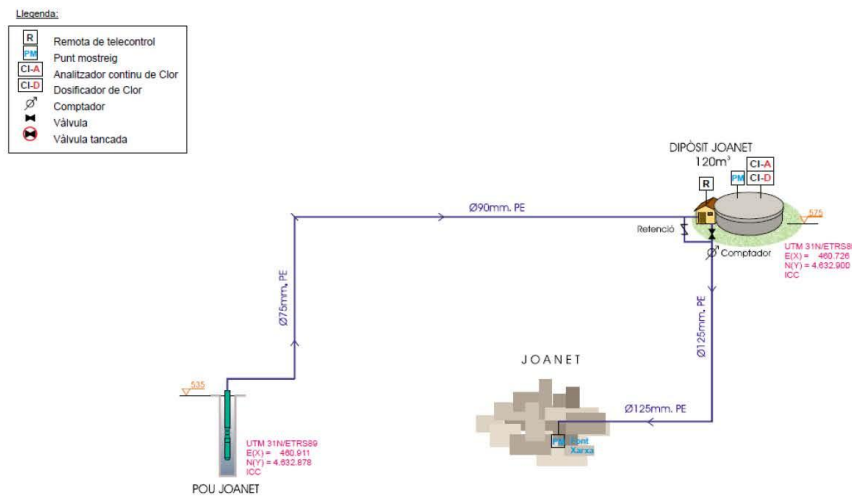 Llegenda:
R Remota de telecontrol
PM Punt mostreig
Cl-A Analitzador continu de Clor
Cl-D Dosificador de Clor
Comptador
Vàlvula
Vàlvula tancada
DIPÒSIT JOANET
120m³
Cl-A
PM Cl-D
R
Ø90mm. PE
575
Retenció
Comptador
UTM 31N/ETRS8
E(X) = 460.726
N(Y) = 4.632.900
ICC
Ø75mm. PE
Ø125mm. PE
JOANET
535
Ø125mm. PE
PM Font
Xarxa
UTM 31N/ETRS89
E(X) = 460.911
N(Y) = 4.632.878
ICC
POU JOANET